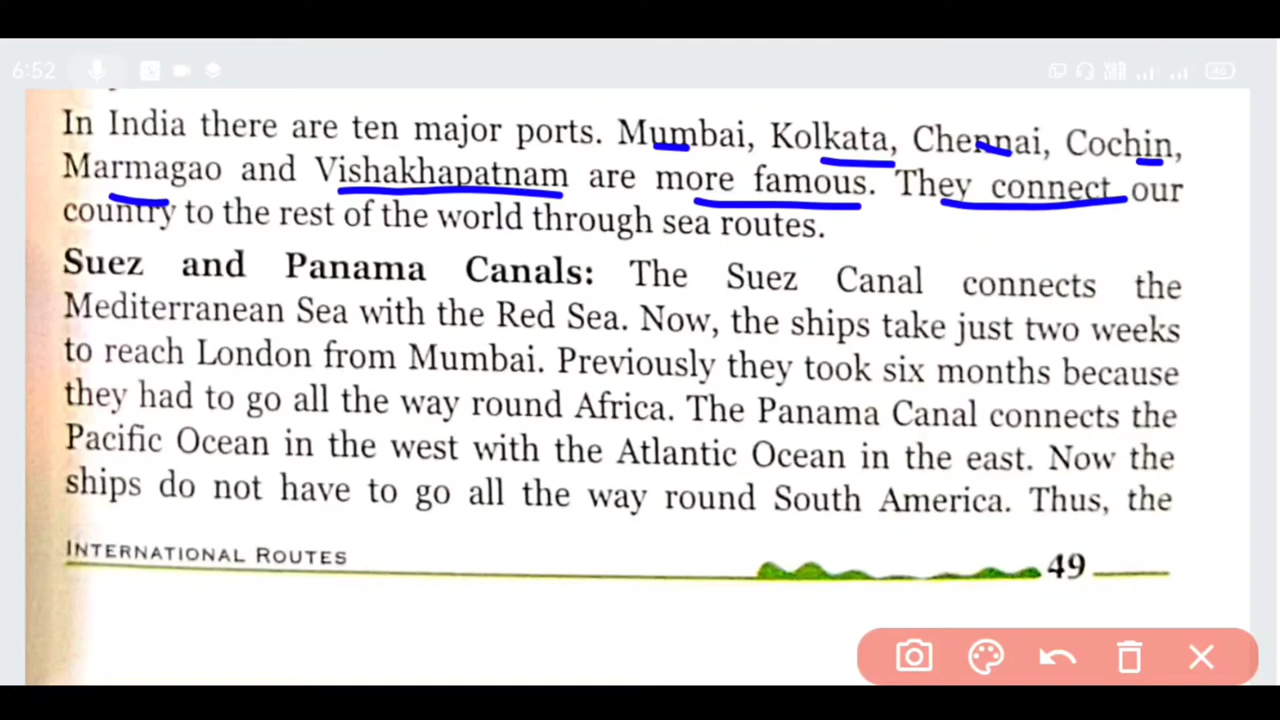 6:52
46
In India there are ten major ports. Mumbai, Kolkata, Chennai, Cochin,
Marmagao and Vishakhapatnam are more famous. They connect our
country to the rest of the world through sea routes.
Suez and Panama Canals: The Suez Canal connects the
Mediterranean Sea with the Red Sea. Now, the ships take just two weeks
to reach London from Mumbai. Previously they took six months because
they had to go all the way round Africa. The Panama Canal connects the
Pacific Ocean in the west with the Atlantic Ocean in the east. Now the
ships do not have to go all the way round South America. Thus, the
INTERNATIONAL ROUTES
49